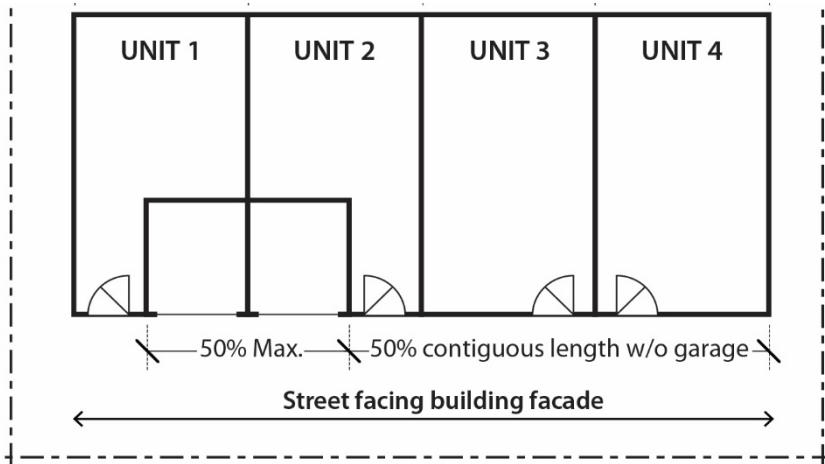 UNIT 1 UNIT 2 UNIT 3 UNIT 4
50% Max. 50% contiguous length w/o garage
Street facing building facade